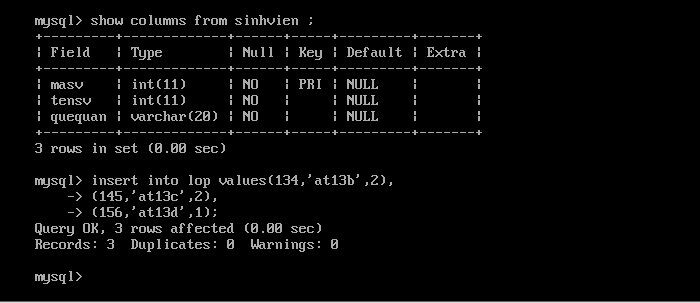 mysql> show columns from sinhvien ;
+---------+-------------+------+-----+---------+-------+
| Field   | Type        | Null | Key | Default | Extra |
+---------+-------------+------+-----+---------+-------+
| masv    | int(11)     | NO   | PRI | NULL    |       |
| tensv   | int(11)     | NO   |     | NULL    |       |
| quequan | varchar(20) | NO   |     | NULL    |       |
+---------+-------------+------+-----+---------+-------+
3 rows in set (0.00 sec)
mysql> insert into lop values(134,'at13b',2),
    -> (145,'at13c',2),
    -> (156,'at13d',1);
Query OK, 3 rows affected (0.00 sec)
Records: 3  Duplicates: 0  Warnings: 0
mysql>